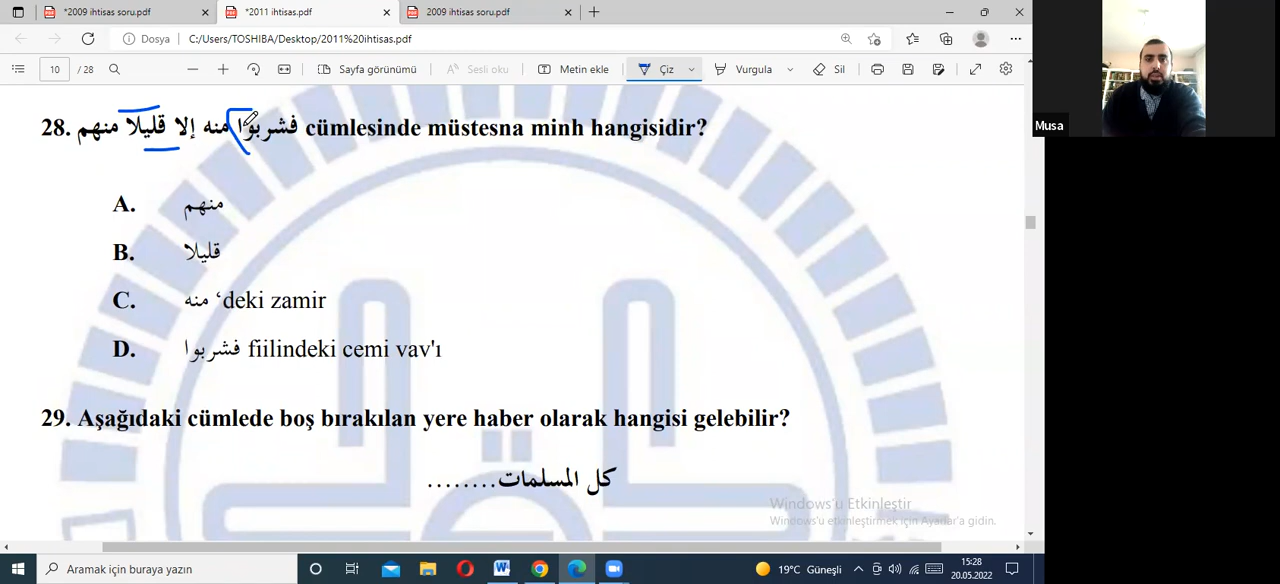 *2009 ihtisas soru.pdf
*2011 ihtisas.pdf
2009 ihtisas soru.pdf
Dosya
C:/Users/TOSHIBA/Desktop/2011%20ihtisas.pdf
10
/ 28
Sayfa görünümü
Sesli oku
Metin ekle
Çiz
Vurgula
Sil
Musa
28. فشربوا منه إلا قليلا منهم cümlesinde müstesna minh hangisidir?
A. منهم
B. قليلا
C. منه ‘deki zamir
D. فشربوا fiilindeki cemi vav'ı
29. Aşağıdaki cümlede boş bırakılan yere haber olarak hangisi gelebilir?
كل المسلمات........
Windows'u Etkinleştir
Windows'u etkinleştirmek için Ayarlar'a gidin.
Aramak için buraya yazın
19°C Güneşli
15:28
20.05.2022